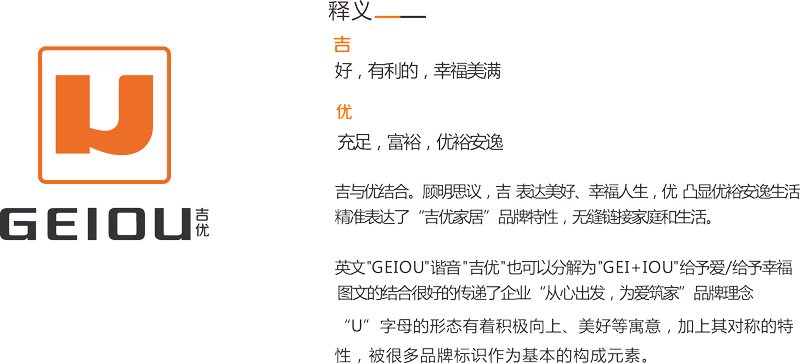 释义
吉
好，有利的，幸福美满
优
充足，富裕，优裕安逸
GEIOU吉优
吉与优结合。顾明思议，吉 表达美好、幸福人生，优 凸显优裕安逸生活
精准表达了“吉优家居”品牌特性，无缝链接家庭和生活。
英文"GEIOU"谐音"吉优"也可以分解为"GEI+IOU"给予爱/给予幸福
图文的结合很好的传递了企业“从心出发，为爱筑家”品牌理念
“U”字母的形态有着积极向上、美好等寓意，加上其对称的特
性，被很多品牌标识作为基本的构成元素。